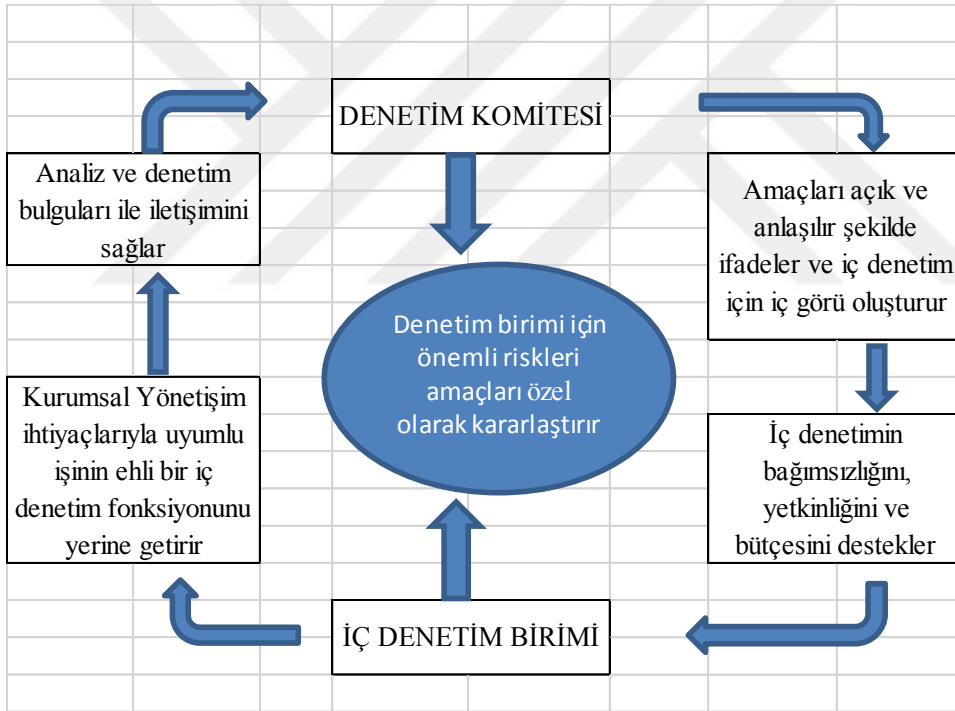 DENETİM KOMİTESİ
Amaçları açık ve
anlaşılır şekilde
ifadeler ve iç denetim
için iç görü oluşturur
İç denetimin
bağımsızlığını,
yetkinliğini ve
bütçesini destekler
İÇ DENETİM BİRİMİ
Kurumsal Yönetişim
ihtiyaçlarıyla uyumlu
işinin ehli bir iç
denetim fonksiyonunu
yerine getirir
Analiz ve denetim
bulguları ile iletişimini
sağlar
Denetim birimi için
önemli riskleri
amaçları özel
olarak kararlaştırır